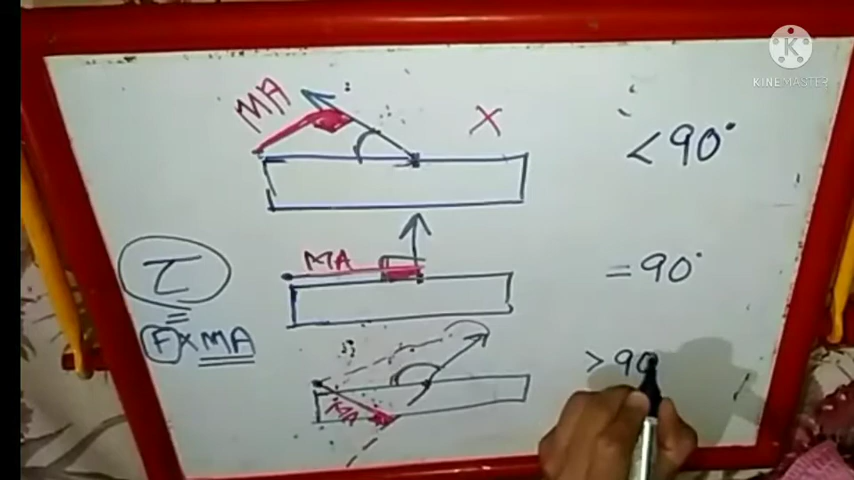 K
KINEMASTER
MA
X
<90°
MA
τ
=90°
=
F×MA
MA
>90